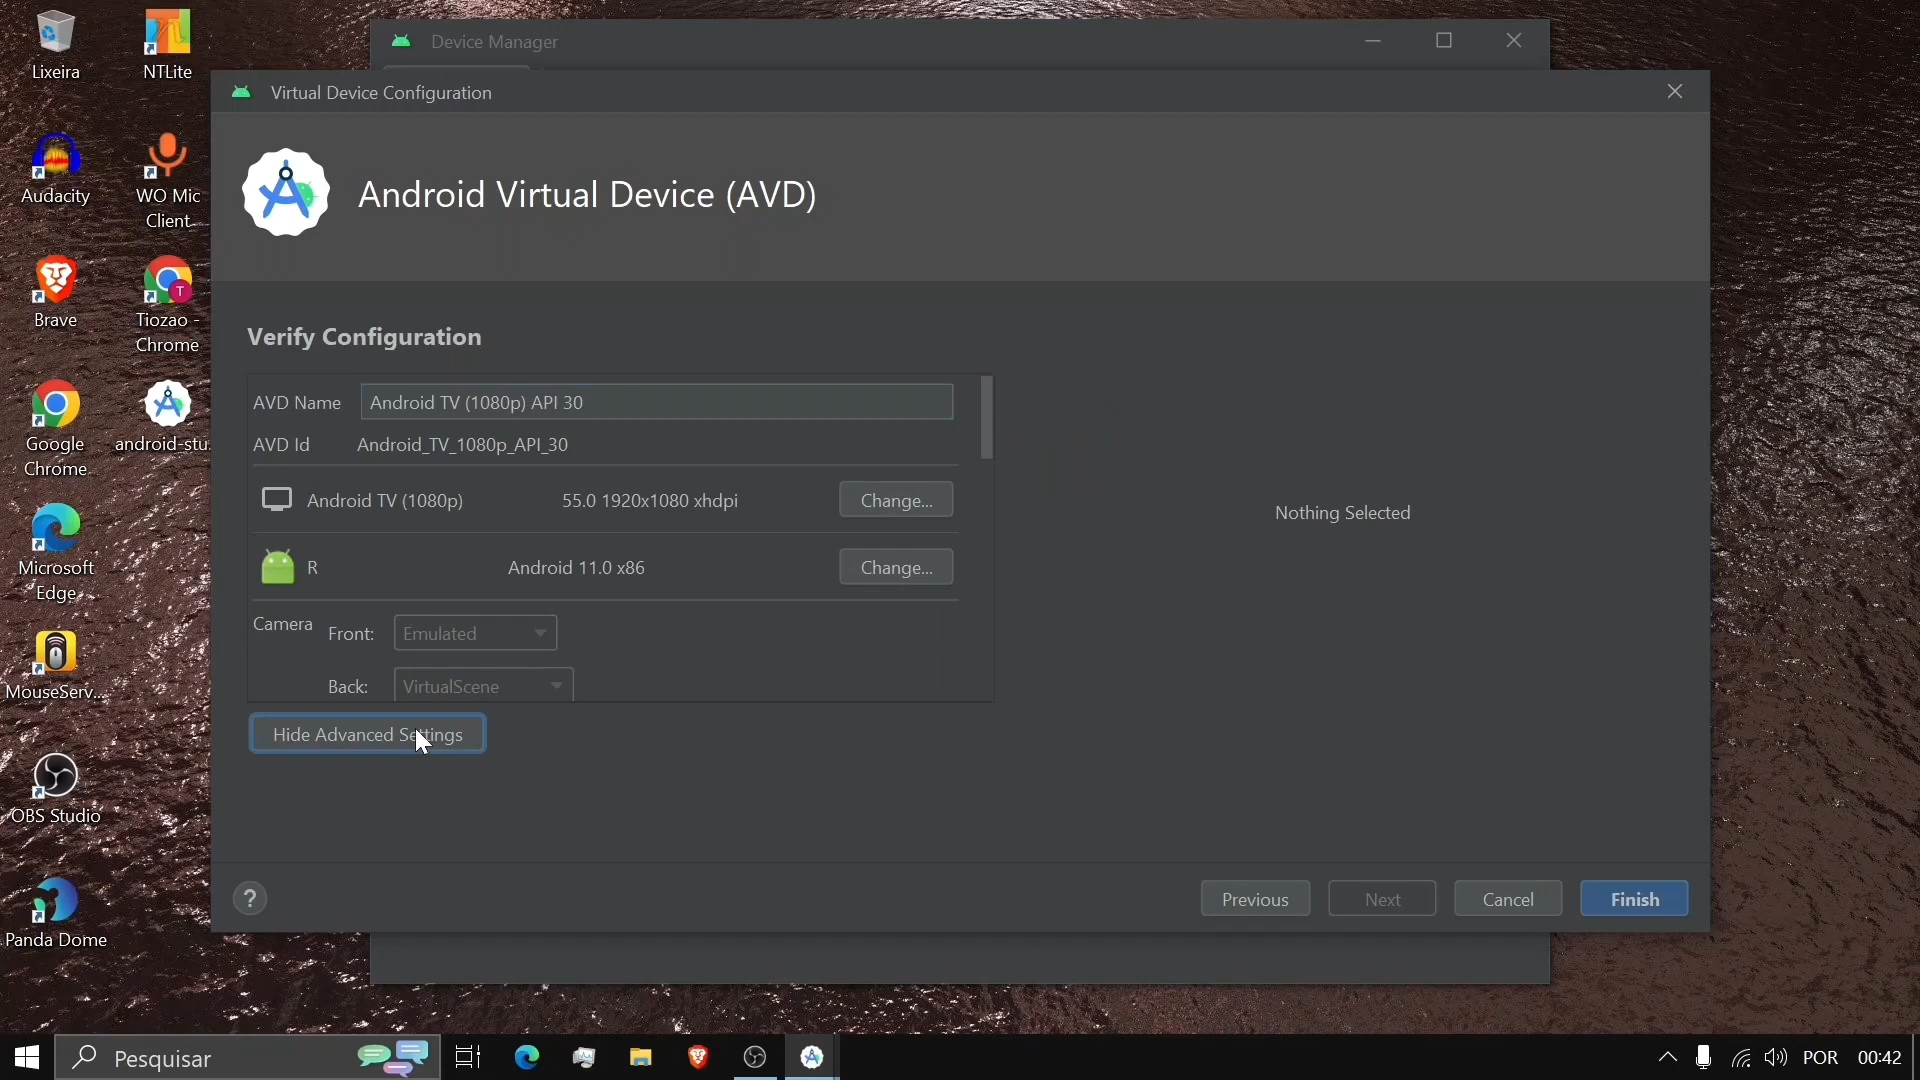 Lixeira
NTLite
Audacity
WO Mic
Client
Brave
Tiozao -
Chrome
T
Google
Chrome
android-stu.
Microsoft
Edge
MouseServ...
OBS Studio
Panda Dome
Device Manager
Virtual Device Configuration
Android Virtual Device (AVD)
Verify Configuration
AVD Name Android TV (1080p) API 30
AVD Id Android_TV_1080p_API_30
Android TV (1080p) 55.0 1920x1080 xhdpi Change...
R Android 11.0 x86 Change...
Camera Front: Emulated
Back: VirtualScene
Hide Advanced Settings
Nothing Selected
? Previous Next Cancel Finish
Pesquisar
POR 00:42